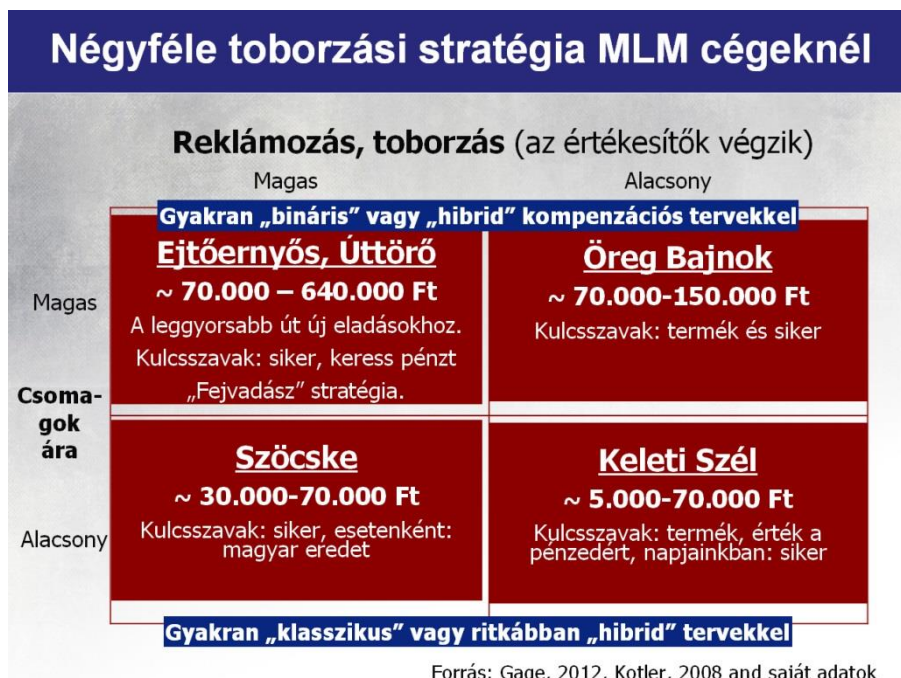 Négyféle toborzási stratégia MLM cégeknél
Reklámozás, toborzás (az értékesítők végzik)
Magas
Alacsony
Gyakran „bináris” vagy „hibrid” kompenzációs tervekkel
Magas
Ejtőernyős, Úttörő
~ 70.000 – 640.000 Ft
A leggyorsabb út új eladásokhoz.
Kulcsszavak: siker, keress pénzt
„Fejvadász” stratégia.
Öreg Bajnok
~ 70.000-150.000 Ft
Kulcsszavak: termék és siker
Csoma-
gok
ára
Alacsony
Szöcske
~ 30.000-70.000 Ft
Kulcsszavak: siker, esetenként:
magyar eredet
Keleti Szél
~ 5.000-70.000 Ft
Kulcsszavak: termék, érték a
pénzedért, napjainkban: siker
Gyakran „klasszikus” vagy ritkábban „hibrid” tervekkel
Forrás: Gage, 2012, Kotler, 2008 and saját adatok